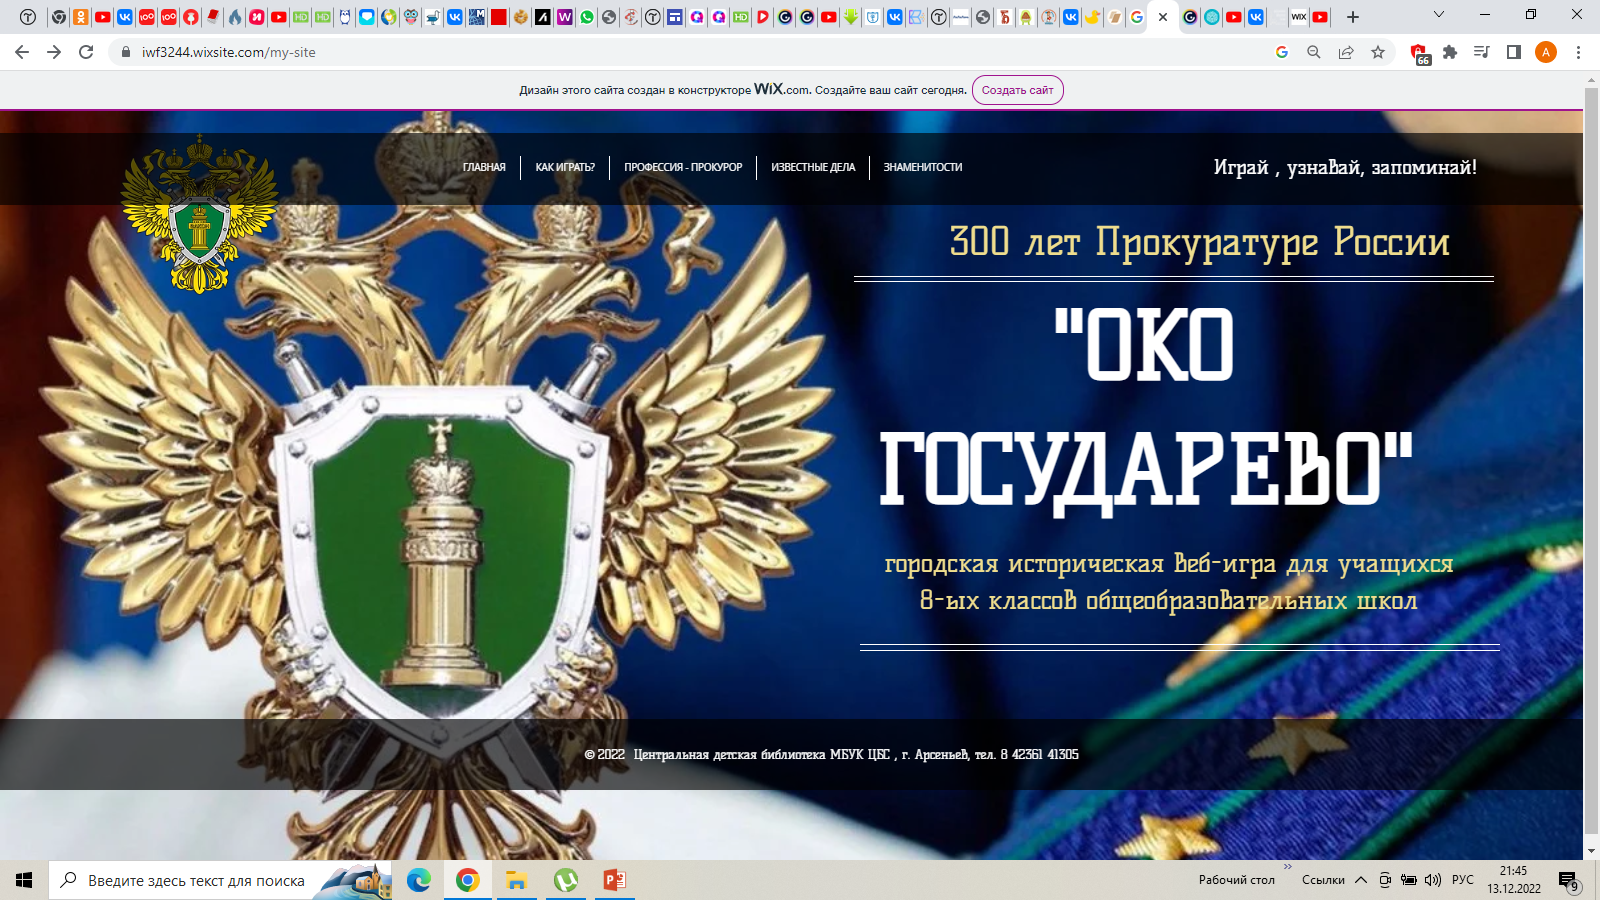 iwf3244.wixsite.com/my-site
66
A
Дизайн этого сайта создан в конструкторе WiX.com. Создайте ваш сайт сегодня. Создать сайт
ГЛАВНАЯ
КАК ИГРАТЬ?
ПРОФЕССИЯ - ПРОКУРОР
ИЗВЕСТНЫЕ ДЕЛА
ЗНАМЕНИТОСТИ
Играй , узнавай, запоминай!
300 лет Прокуратуре России
"ОКО
ГОСУДАРЕВО"
ЗАКОН
городская историческая веб-игра для учащихся
8-ых классов общеобразовательных школ
© 2022 Центральная детская библиотека МБУК ЦБС , г. Арсеньев, тел. 8 42361 41305
Введите здесь текст для поиска
Рабочий стол
Ссылки
РУС
21:45
13.12.2022
9